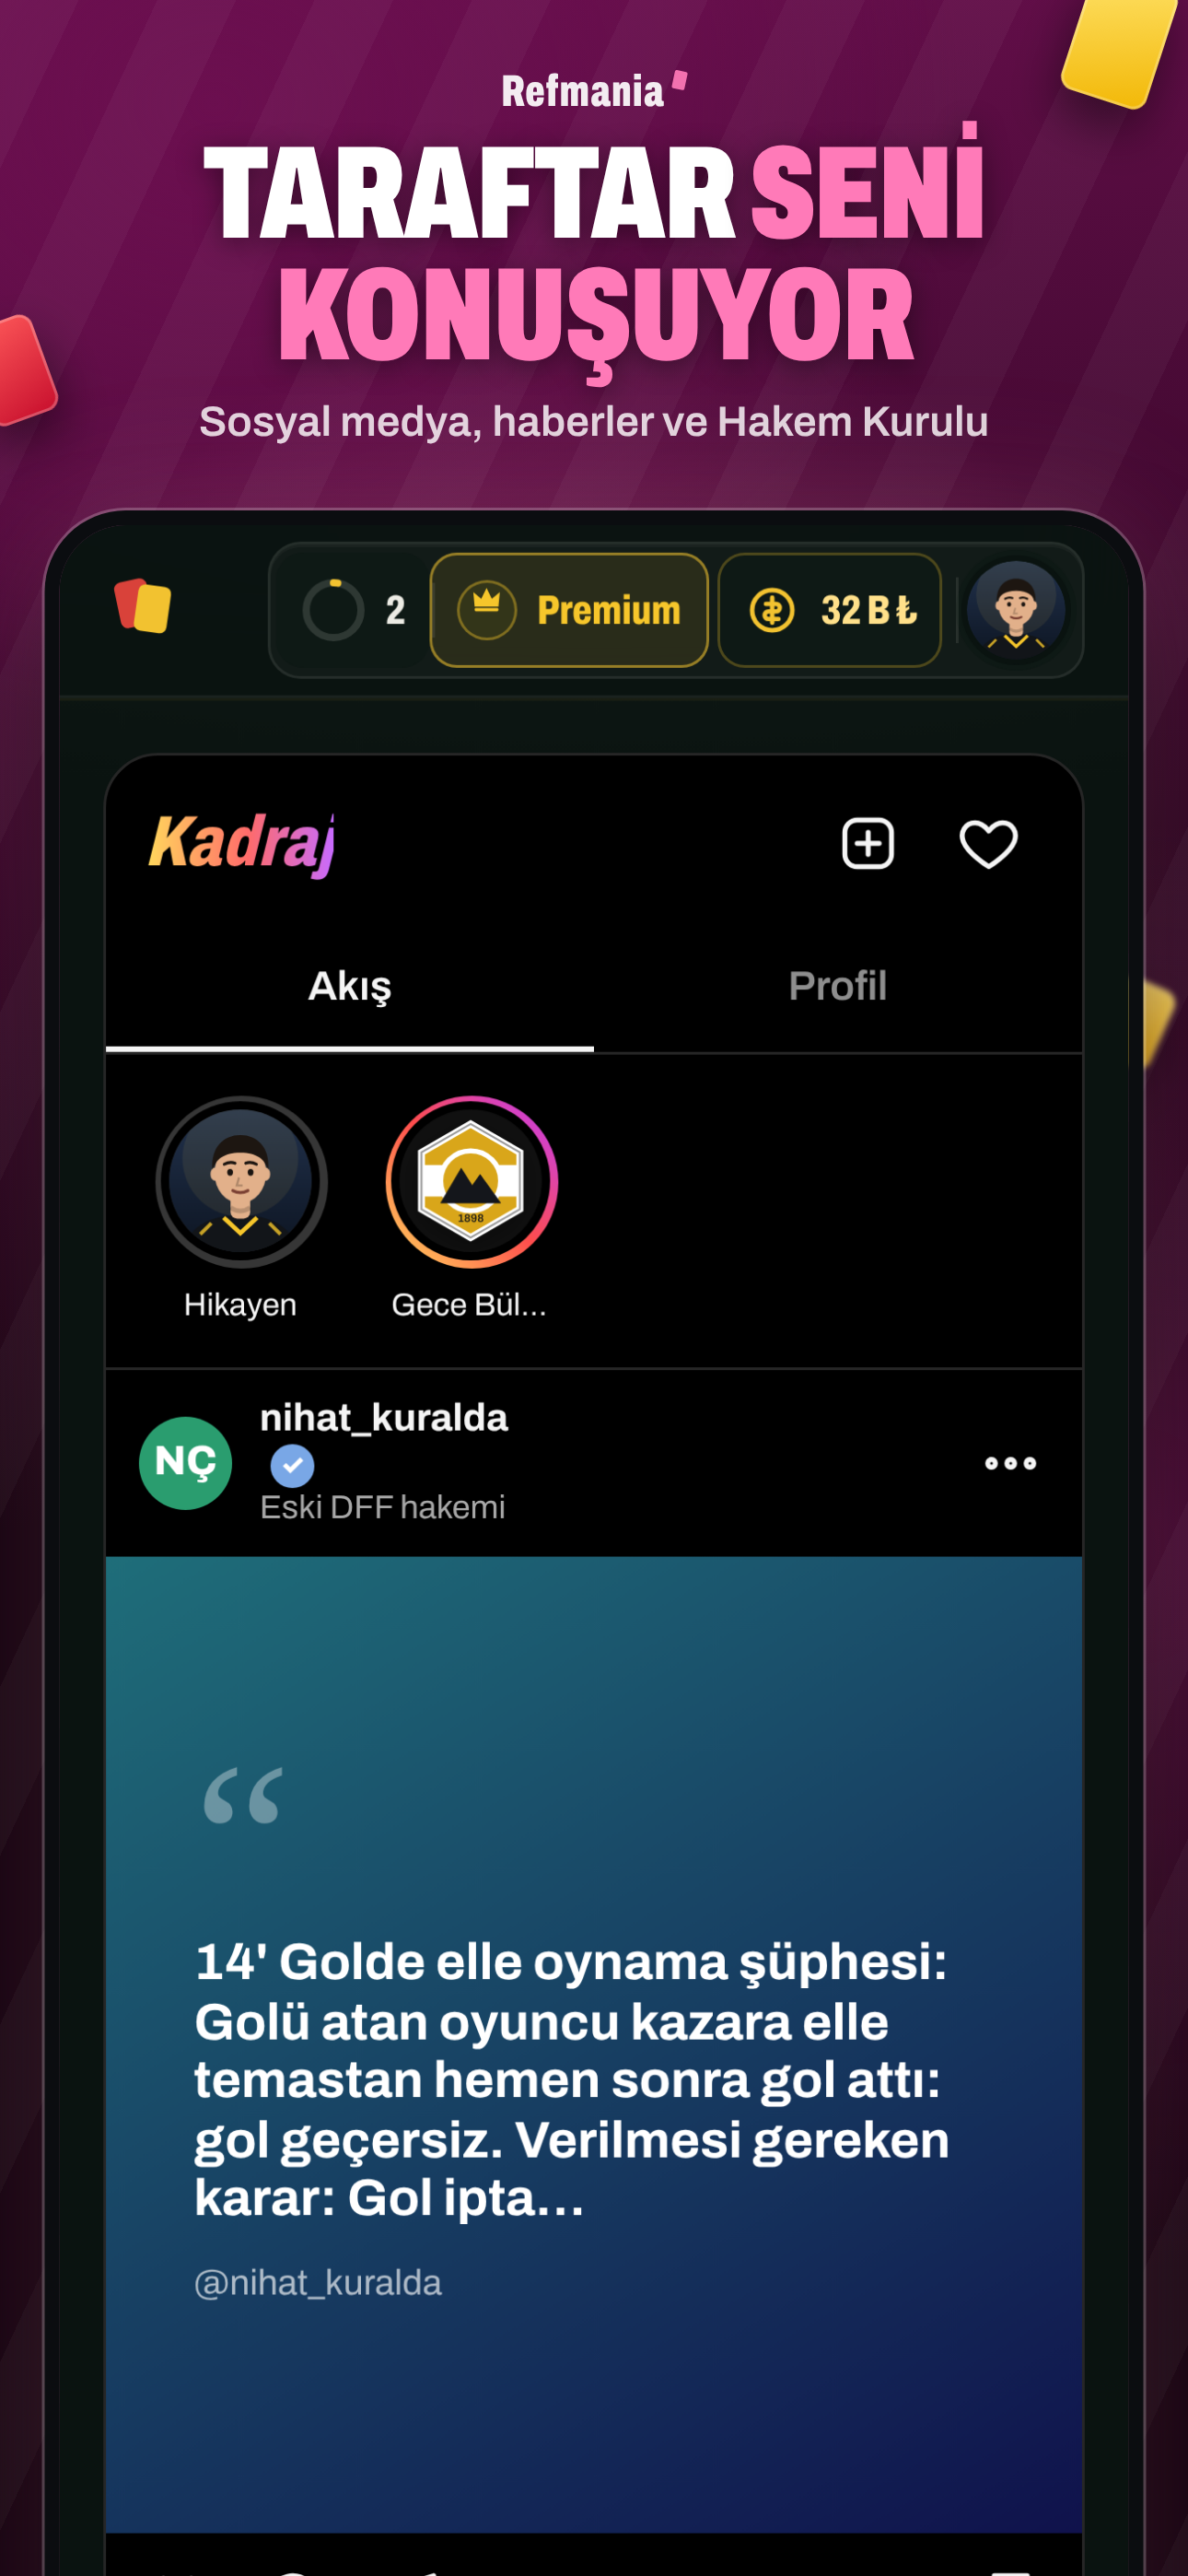 Refmania
TARAFTAR SENİ
KONUŞUYOR
Sosyal medya, haberler ve Hakem Kurulu
2 Premium 32 B ₺
Kadraj
Akış Profil
1898
Hikayen Gece Bül...
nihat_kuralda
NÇ
Eski DFF hakemi
“
14' Golde elle oynama şüphesi:
Golü atan oyuncu kazara elle
temastan hemen sonra gol attı:
gol geçersiz. Verilmesi gereken
karar: Gol ipta...
@nihat_kuralda